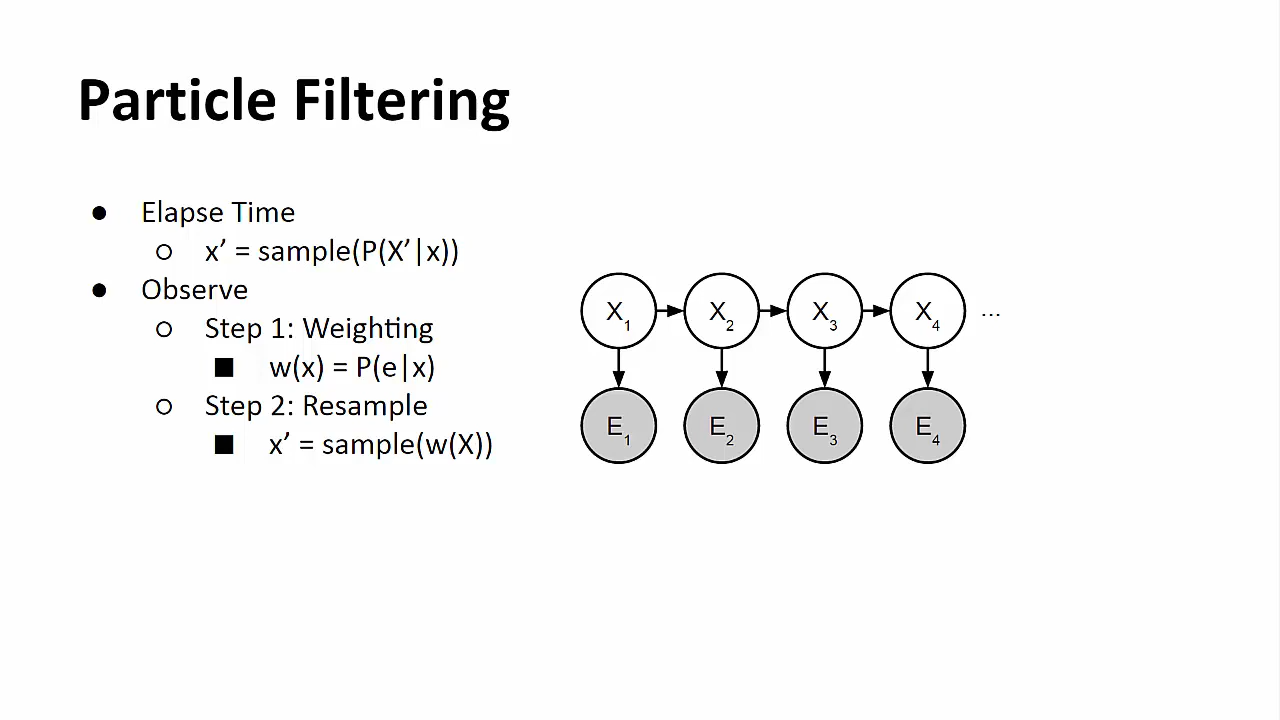 Particle Filtering
● Elapse Time
○ x’ = sample(P(X’|x))
● Observe
○ Step 1: Weighting
■ w(x) = P(e|x)
○ Step 2: Resample
■ x’ = sample(w(X))
X1 X2 X3 X4 ...
E1 E2 E3 E4